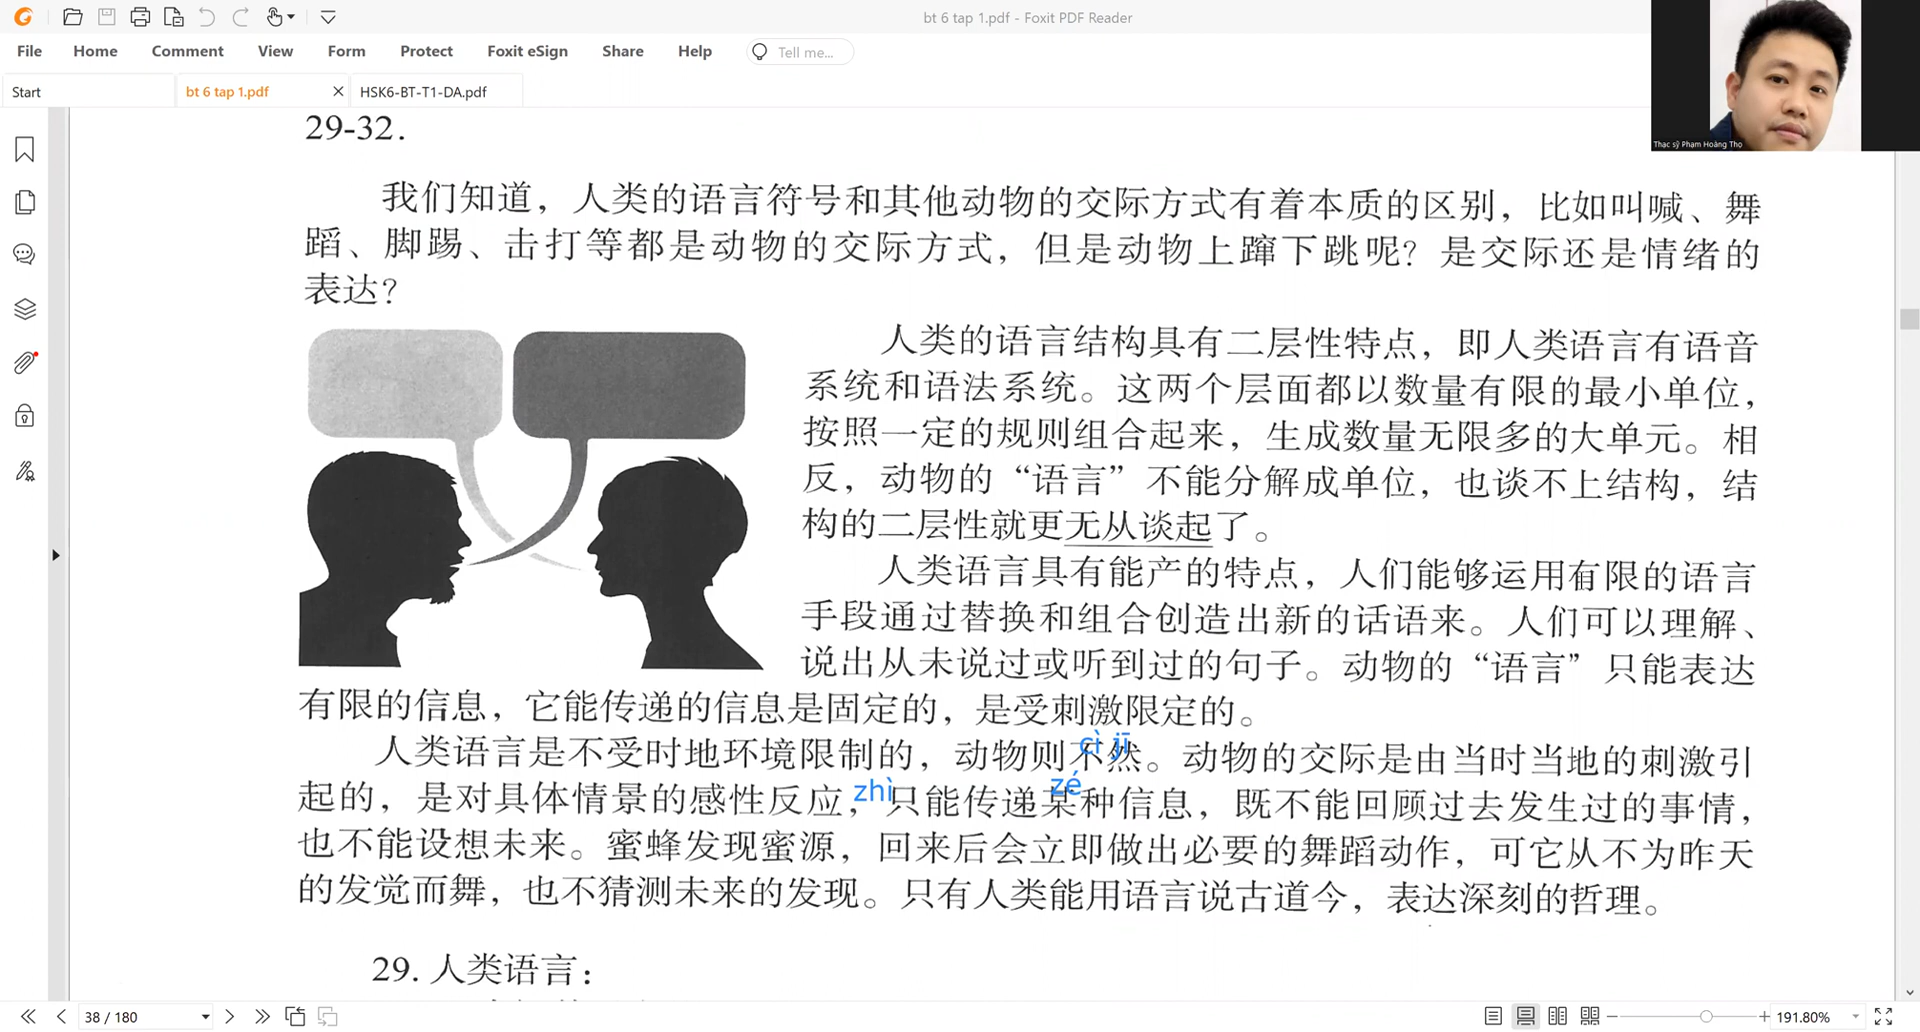 bt 6 tap 1.pdf - Foxit PDF Reader
File Home Comment View Form Protect Foxit eSign Share Help Tell me...
Start bt 6 tap 1.pdf HSK6-BT-T1-DA.pdf
Thạc sỹ Phạm Hoàng Thọ
29-32.
我们知道，人类的语言符号和其他动物的交际方式有着本质的区别，比如叫喊、舞
蹈、脚踢、击打等都是动物的交际方式，但是动物上蹿下跳呢？是交际还是情绪的
表达？
人类的语言结构具有二层性特点，即人类语言有语音
系统和语法系统。这两个层面都以数量有限的最小单位，
按照一定的规则组合起来，生成数量无限多的大单元。相
反，动物的“语言”不能分解成单位，也谈不上结构，结
构的二层性就更无从谈起了。
人类语言具有能产的特点，人们能够运用有限的语言
手段通过替换和组合创造出新的话语来。人们可以理解、
说出从未说过或听到过的句子。动物的“语言”只能表达
有限的信息，它能传递的信息是固定的，是受刺激限定的。
cì jī
人类语言是不受时地环境限制的，动物则不然。动物的交际是由当时当地的刺激引
zhì zé
起的，是对具体情景的感性反应，只能传递某种信息，既不能回顾过去发生过的事情，
也不能设想未来。蜜蜂发现蜜源，回来后会立即做出必要的舞蹈动作，可它从不为昨天
的发觉而舞，也不猜测未来的发现。只有人类能用语言说古道今，表达深刻的哲理。
29. 人类语言：
38 / 180 191.80%